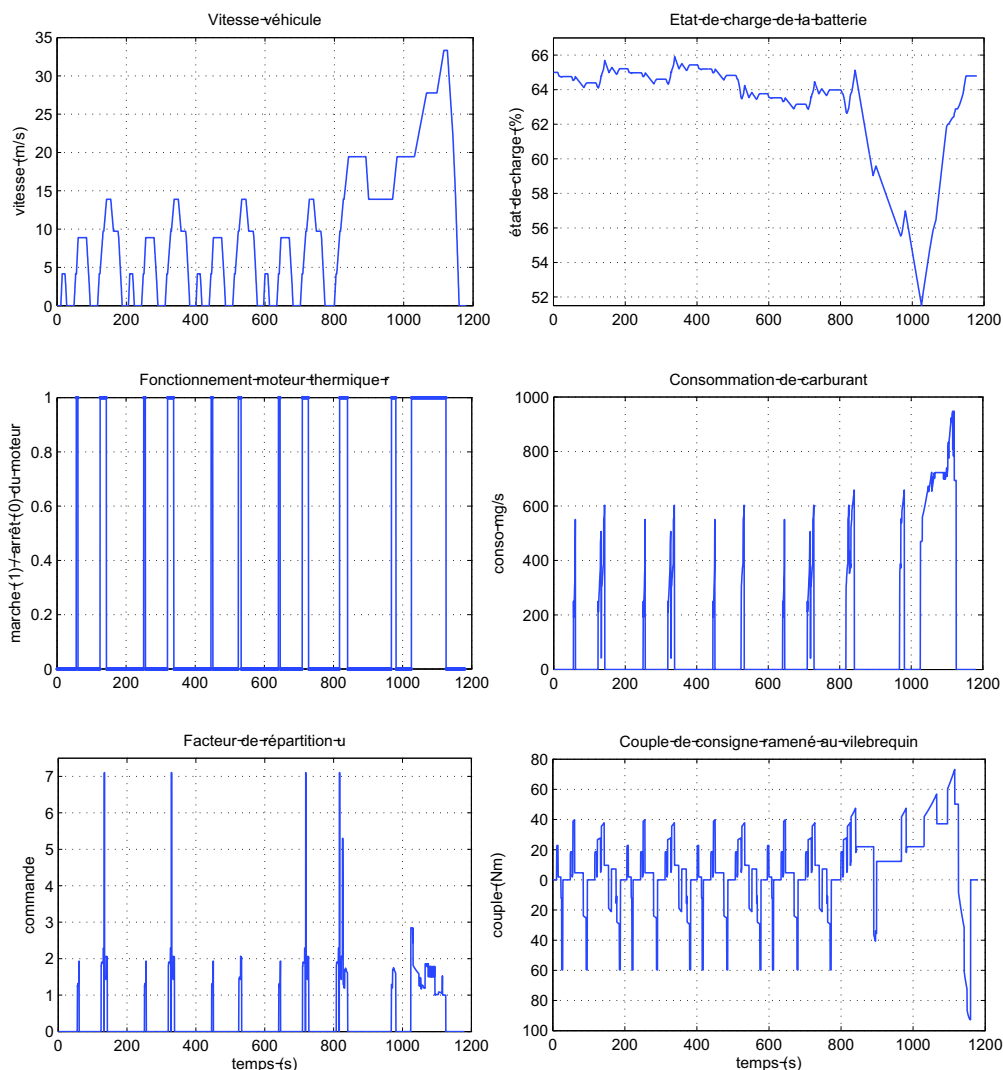 Vitesse-véhicule
35
30
25
20
15
10
5
0
vitesse-(m/s)
0 200 400 600 800 1000 1200
Etat-de-charge-de-la-batterie
66
64
62
60
58
56
54
52
état-de-charge-(%)
0 200 400 600 800 1000 1200
Fonctionnement-moteur-thermique-r
1
0.8
0.6
0.4
0.2
0
marche-(1)-/-arrêt-(0)-du-moteur
0 200 400 600 800 1000 1200
Consommation-de-carburant
1000
800
600
400
200
0
conso-mg/s
0 200 400 600 800 1000 1200
Facteur-de-répartition-u
7
6
5
4
3
2
1
0
commande
0 200 400 600 800 1000 1200
temps-(s)
Couple-de-consigne-ramené-au-vilebrequin
80
60
40
20
0
20
40
60
80
100
couple-(Nm)
0 200 400 600 800 1000 1200
temps-(s)